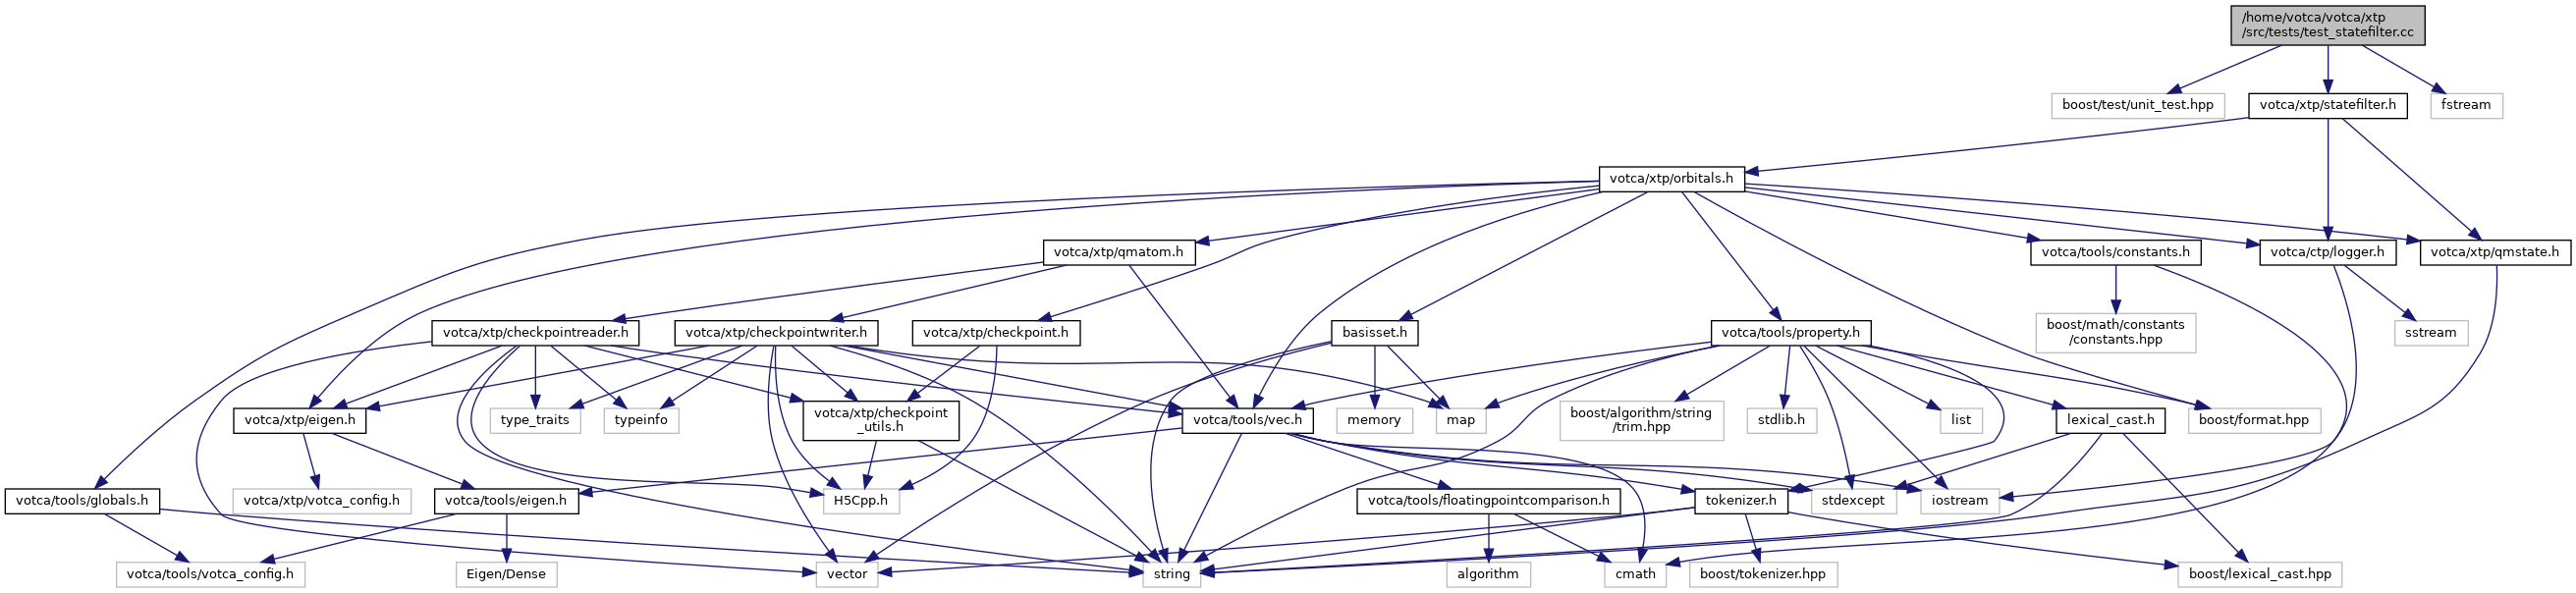 /home/votca/votca/xtp
/src/tests/test_statefilter.cc
boost/test/unit_test.hpp
votca/xtp/statefilter.h
fstream
votca/xtp/orbitals.h
votca/xtp/qmatom.h
votca/tools/constants.h
votca/ctp/logger.h
votca/xtp/qmstate.h
votca/xtp/checkpointreader.h
votca/xtp/checkpointwriter.h
votca/xtp/checkpoint.h
basisset.h
votca/tools/property.h
boost/math/constants
/constants.hpp
sstream
votca/xtp/eigen.h
type_traits
typeinfo
votca/xtp/checkpoint
_utils.h
votca/tools/vec.h
memory
map
boost/algorithm/string
/trim.hpp
stdlib.h
list
lexical_cast.h
boost/format.hpp
votca/tools/globals.h
votca/xtp/votca_config.h
votca/tools/eigen.h
H5Cpp.h
votca/tools/floatingpointcomparison.h
tokenizer.h
stdexcept
iostream
votca/tools/votca_config.h
Eigen/Dense
vector
string
algorithm
cmath
boost/tokenizer.hpp
boost/lexical_cast.hpp